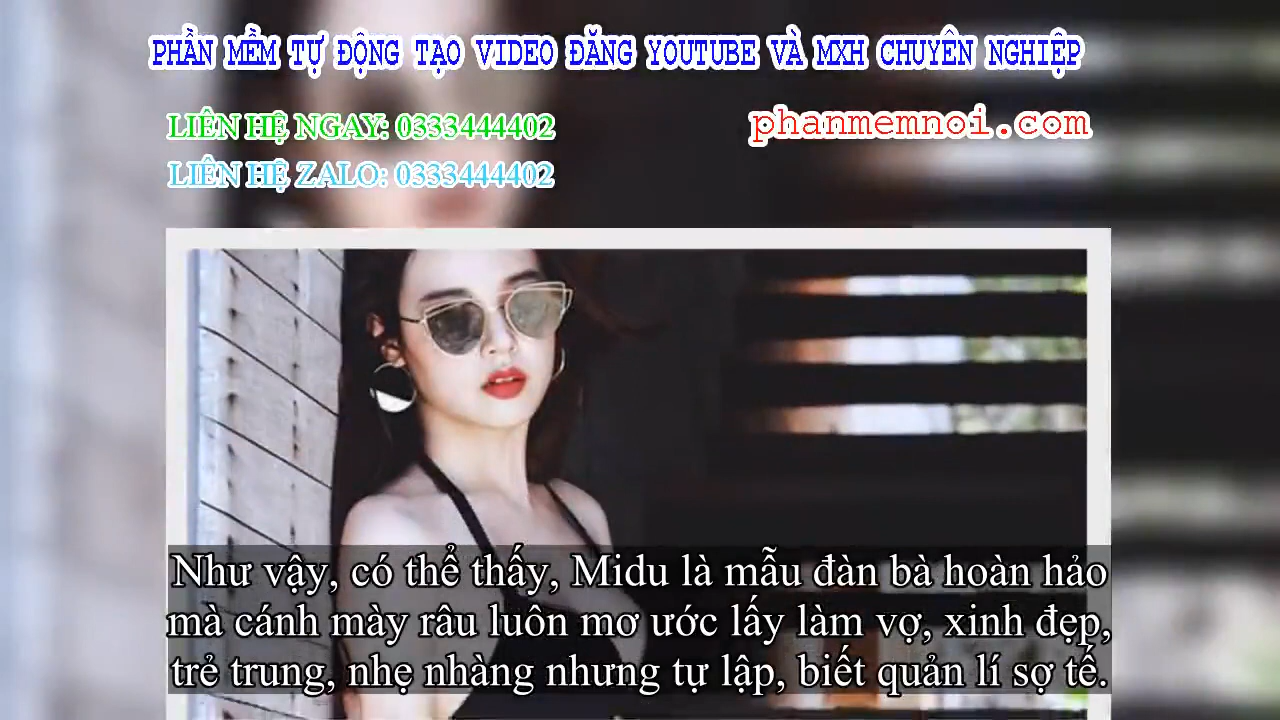 PHẦN MỀM TỰ ĐỘNG TẠO VIDEO ĐĂNG YOUTUBE VÀ MXH CHUYÊN NGHIỆP
LIÊN HỆ NGAY: 0333444402
phanmemnoi.com
LIÊN HỆ ZALO: 0333444402
Như vậy, có thể thấy, Midu là mẫu đàn bà hoàn hảo
mà cánh mày râu luôn mơ ước lấy làm vợ, xinh đẹp,
trẻ trung, nhẹ nhàng nhưng tự lập, biết quản lí sợ tế.